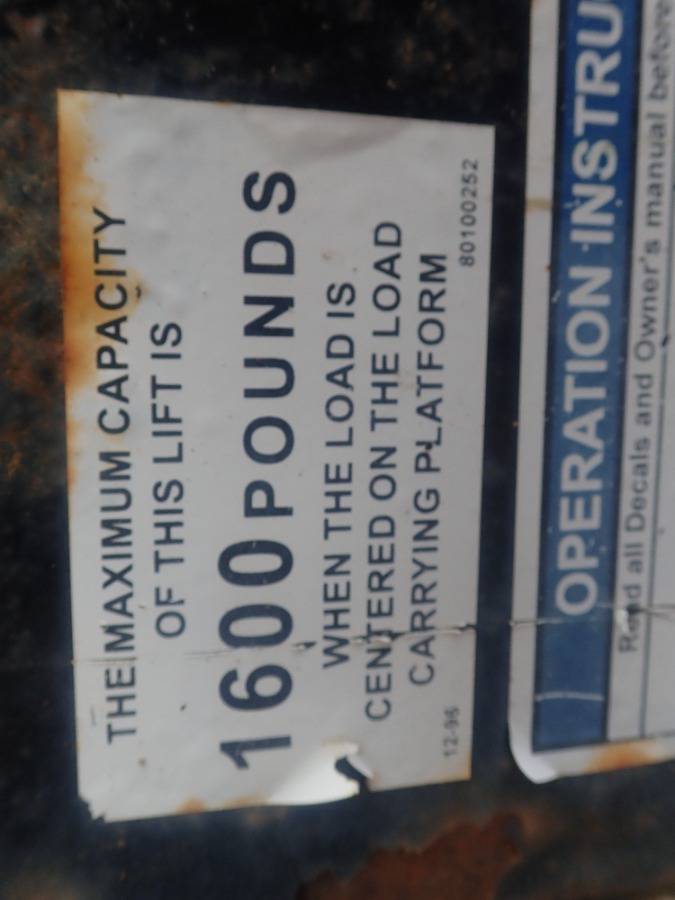 THE MAXIMUM CAPACITY
OF THIS LIFT IS
1600 POUNDS
WHEN THE LOAD IS
CENTERED ON THE LOAD
CARRYING PLATFORM
12-96 80100252
OPERATION INSTRU
Read all Decals and Owner's manual before